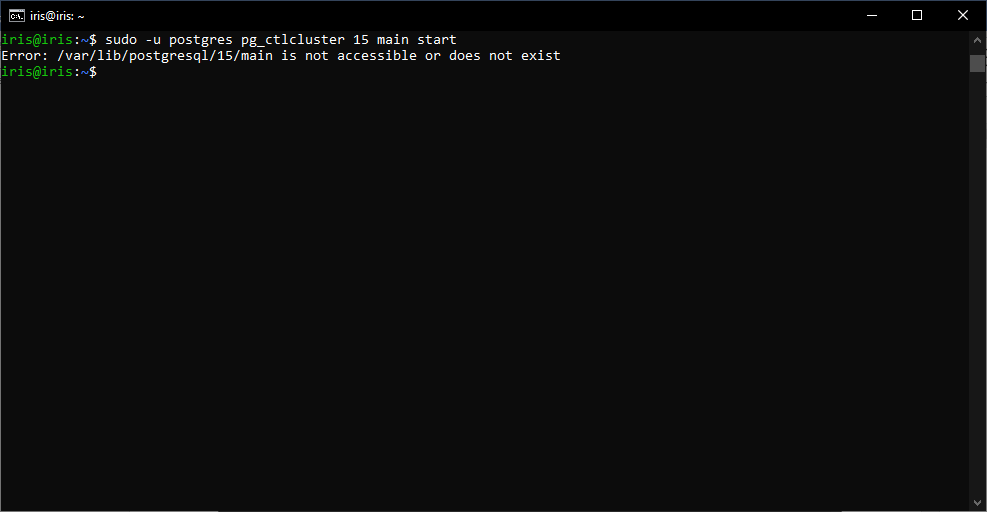 iris@iris: ~
iris@iris:~$ sudo -u postgres pg_ctlcluster 15 main start
Error: /var/lib/postgresql/15/main is not accessible or does not exist
iris@iris:~$